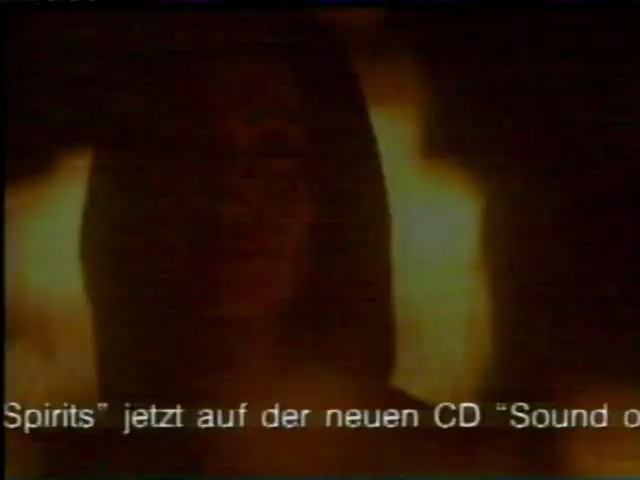 Spirits” jetzt auf der neuen CD “Sound o